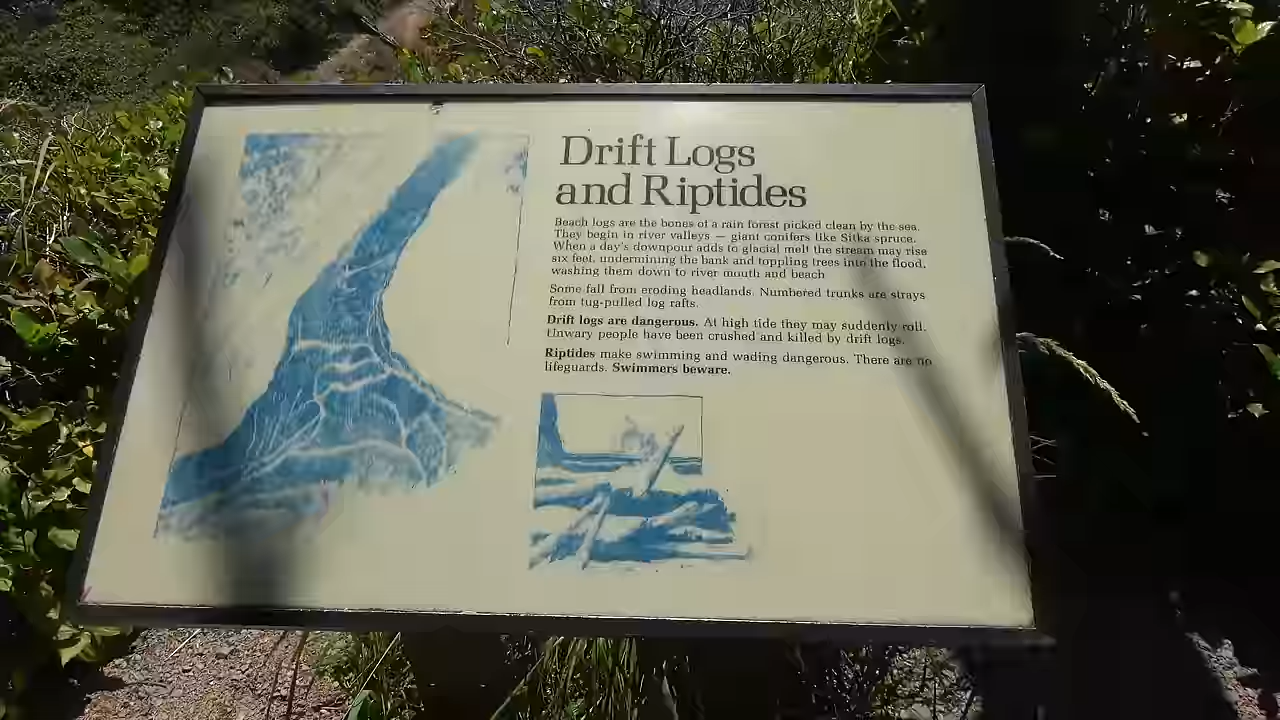 Drift Logs
and Riptides
Beach logs are the bones of a rain forest picked clean by the sea.
They begin in river valleys — giant conifers like Sitka spruce.
When a day's downpour adds to glacial melt the stream may rise
six feet, undermining the bank and toppling trees into the flood,
washing them down to river mouth and beach
Some fall from eroding headlands. Numbered trunks are strays
from tug-pulled log rafts.
Drift logs are dangerous. At high tide they may suddenly roll.
Unwary people have been crushed and killed by drift logs.
Riptides make swimming and wading dangerous. There are no
lifeguards. Swimmers beware.